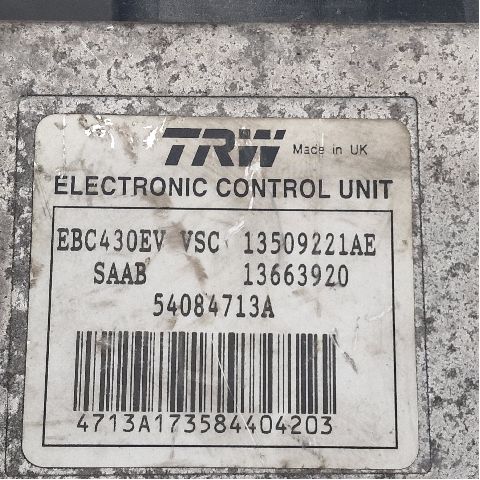 TRW Made in UK
ELECTRONIC CONTROL UNIT
EBC430EV VSC 13509221AE
SAAB 13663920
54084713A
4713A173584404203